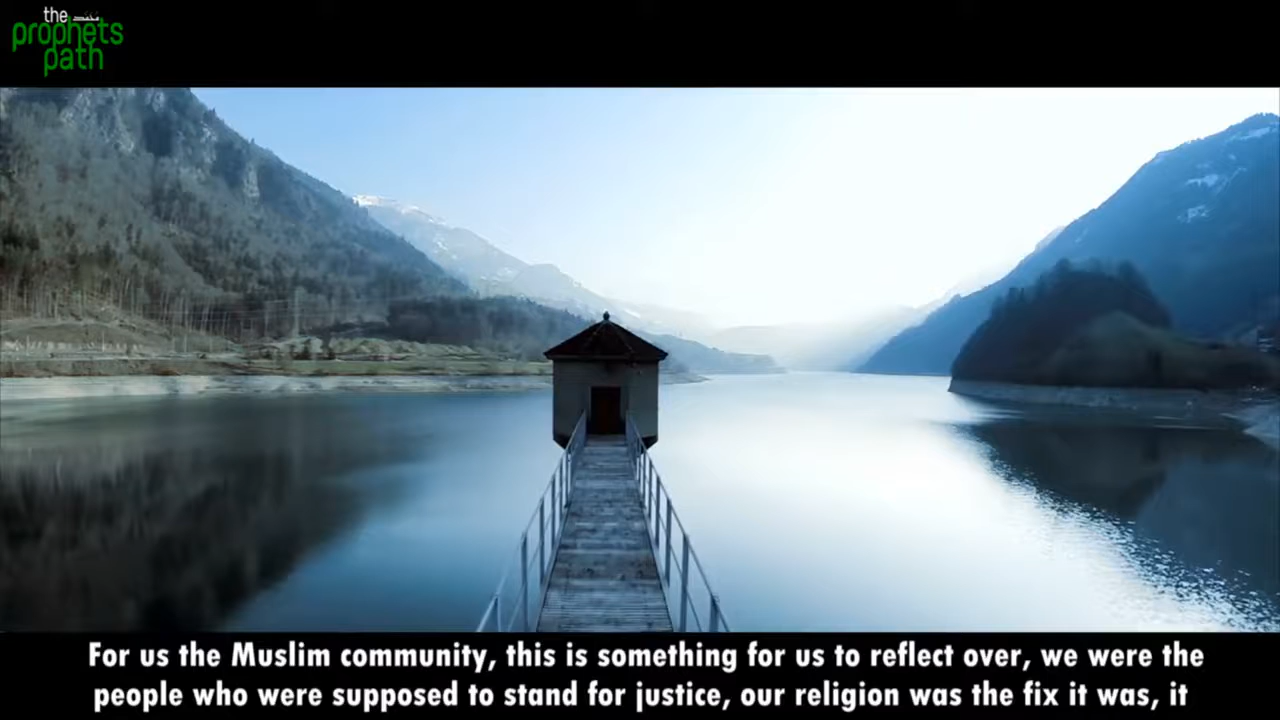 the
prophets
path
For us the Muslim community, this is something for us to reflect over, we were the
people who were supposed to stand for justice, our religion was the fix it was, it